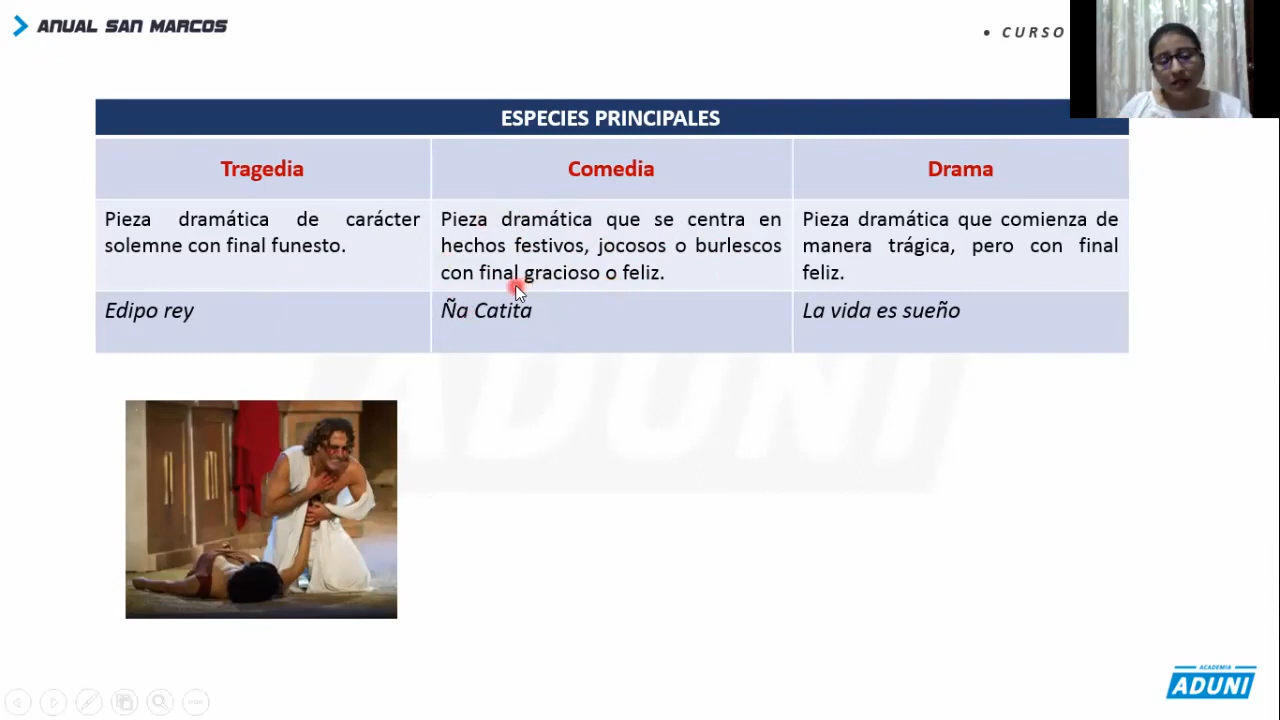 ANUAL SAN MARCOS
• CURSO
ESPECIES PRINCIPALES
Tragedia
Comedia
Drama
Pieza dramática de carácter
solemne con final funesto.
Pieza dramática que se centra en
hechos festivos, jocosos o burlescos
con final gracioso o feliz.
Pieza dramática que comienza de
manera trágica, pero con final
feliz.
Edipo rey
Ña Catita
La vida es sueño
ADUNI
ACADEMIA
ADUNI